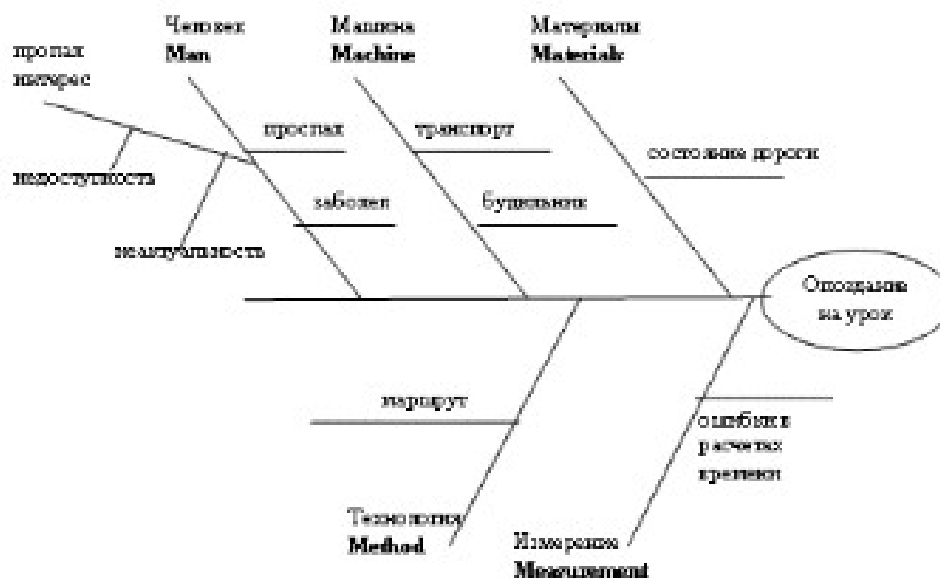 Человек
Man
Машина
Machine
Материалы
Materials
пропал
интерес
проспал
транспорт
состояние дороги
недоступность
заболел
будильник
неактуальность
Опоздание
на урок
маршрут
ошибки в
расчетах
времени
Технология
Method
Измерение
Measurement